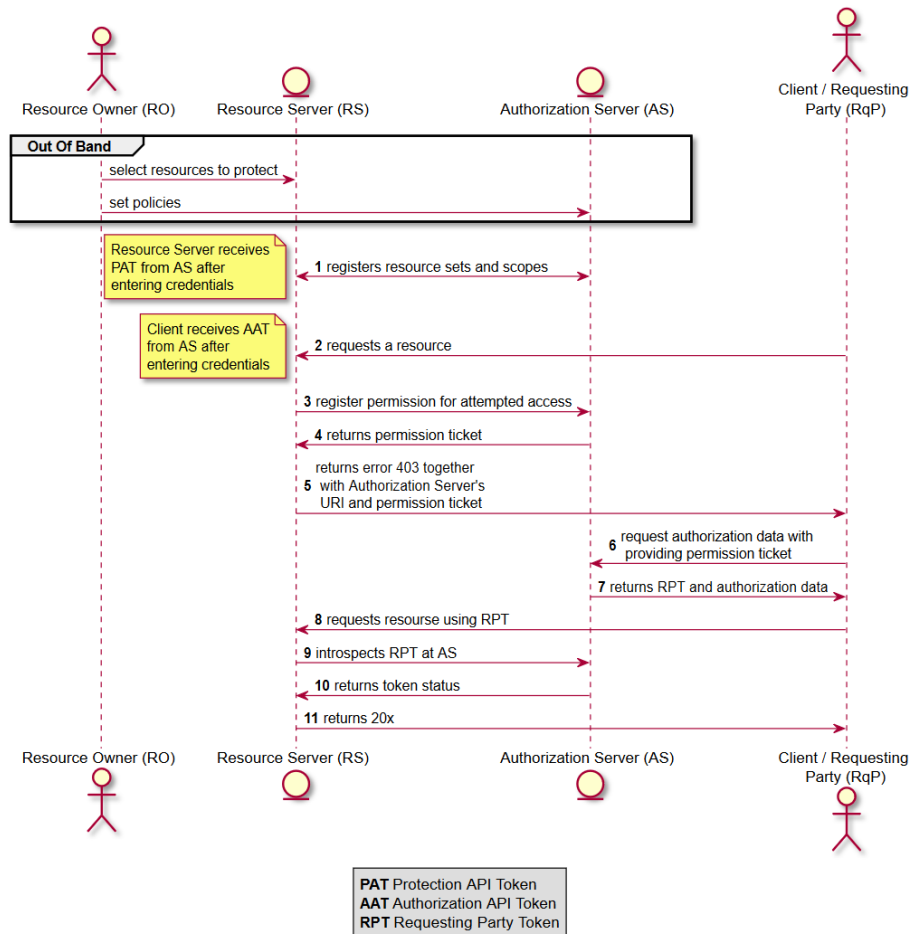 Resource Owner (RO)
Resource Server (RS)
Authorization Server (AS)
Client / Requesting
Party (RqP)
Out Of Band
select resources to protect
set policies
Resource Server receives
PAT from AS after
entering credentials
1 registers resource sets and scopes
Client receives AAT
from AS after
entering credentials
2 requests a resource
3 register permission for attempted access
4 returns permission ticket
returns error 403 together
5 with Authorization Server's
URI and permission ticket
request authorization data with
6 providing permission ticket
7 returns RPT and authorization data
8 requests resourse using RPT
9 introspects RPT at AS
10 returns token status
11 returns 20x
Resource Owner (RO)
Resource Server (RS)
Authorization Server (AS)
Client / Requesting
Party (RqP)
PAT Protection API Token
AAT Authorization API Token
RPT Requesting Party Token